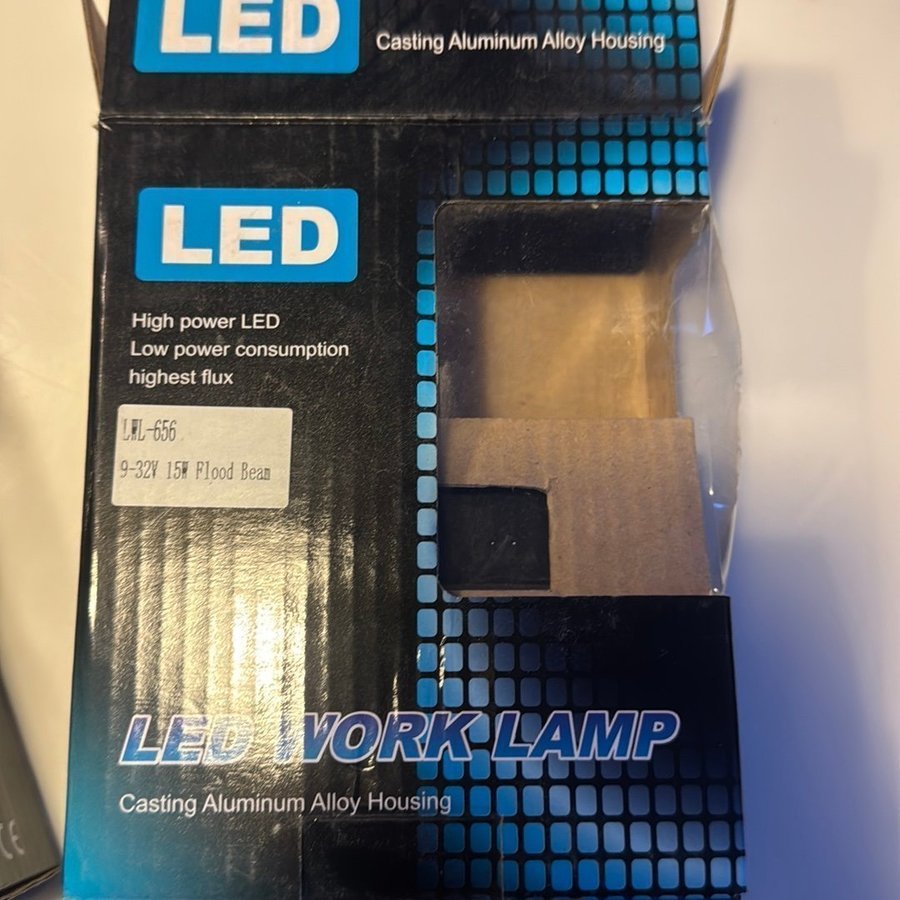 LED
Casting Aluminum Alloy Housing
LED
High power LED
Low power consumption
highest flux
LWL-656
9-32V 15W Flood Beam
LED WORK LAMP
Casting Aluminum Alloy Housing
CE